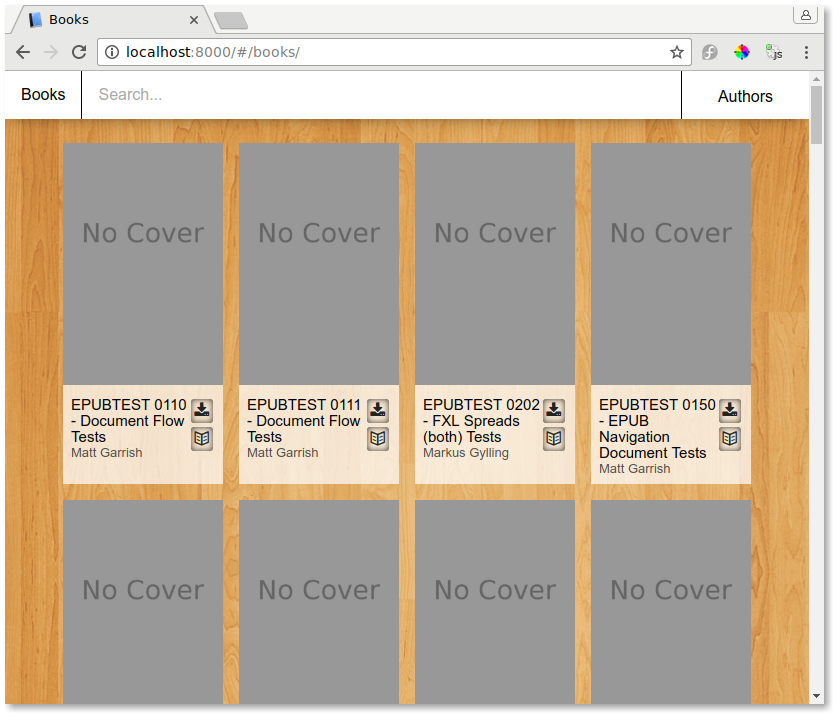 Books
localhost:8000/#/books/
Books
Search...
Authors
No Cover
No Cover
No Cover
No Cover
EPUBTEST 0110
- Document Flow
Tests
Matt Garrish
EPUBTEST 0111
- Document Flow
Tests
Matt Garrish
EPUBTEST 0202
- FXL Spreads
(both) Tests
Markus Gylling
EPUBTEST 0150
- EPUB
Navigation
Document Tests
Matt Garrish
No Cover
No Cover
No Cover
No Cover